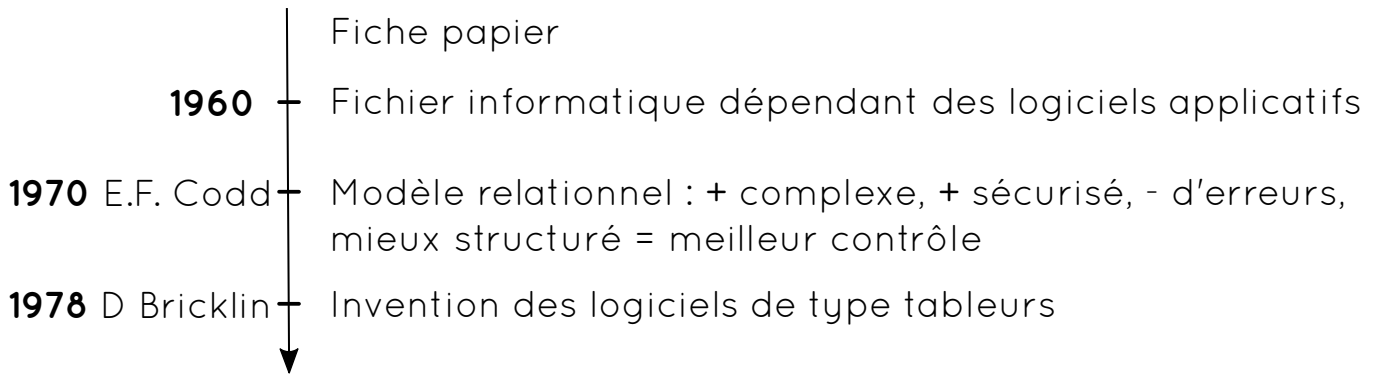 Fiche papier
1960 Fichier informatique dépendant des logiciels applicatifs
1970 E.F. Codd Modèle relationnel : + complexe, + sécurisé, - d'erreurs,
mieux structuré = meilleur contrôle
1978 D Bricklin Invention des logiciels de type tableurs